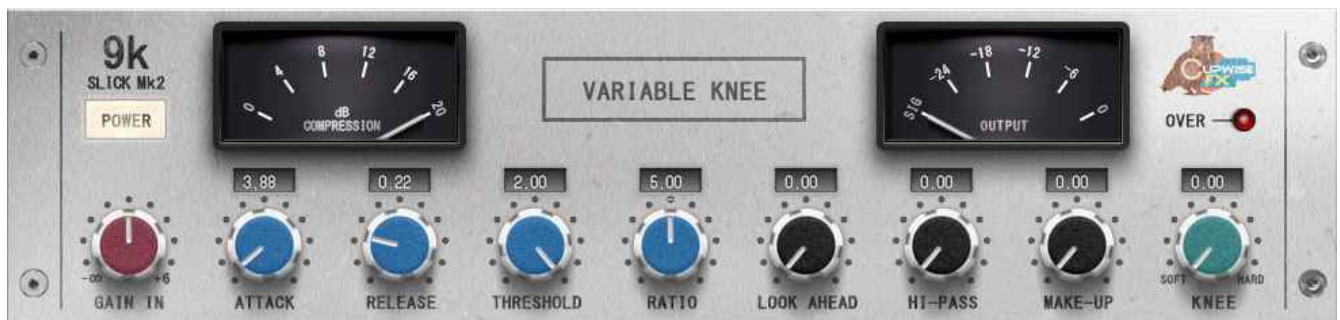 9k
SLICK Mk2
POWER
0 4 8 12 16 20
dB
COMPRESSION
VARIABLE KNEE
SIG -24 -18 -12 -6 0
OUTPUT
CUPWISE
FX
OVER
3.88 0.22 2.00 5.00 0.00 0.00 0.00 0.00
-∞ +6
SOFT HARD
GAIN IN ATTACK RELEASE THRESHOLD RATIO LOOK AHEAD HI-PASS MAKE-UP KNEE